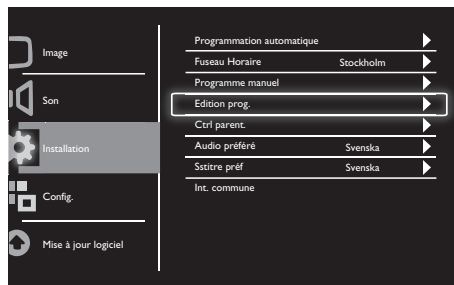 Image
Son
Installation
Config.
Mise à jour logiciel
Programmation automatique
Fuseau Horaire Stockholm
Programme manuel
Edition prog.
Ctrl parent.
Audio préféré Svenska
Sstitre préf Svenska
Int. commune